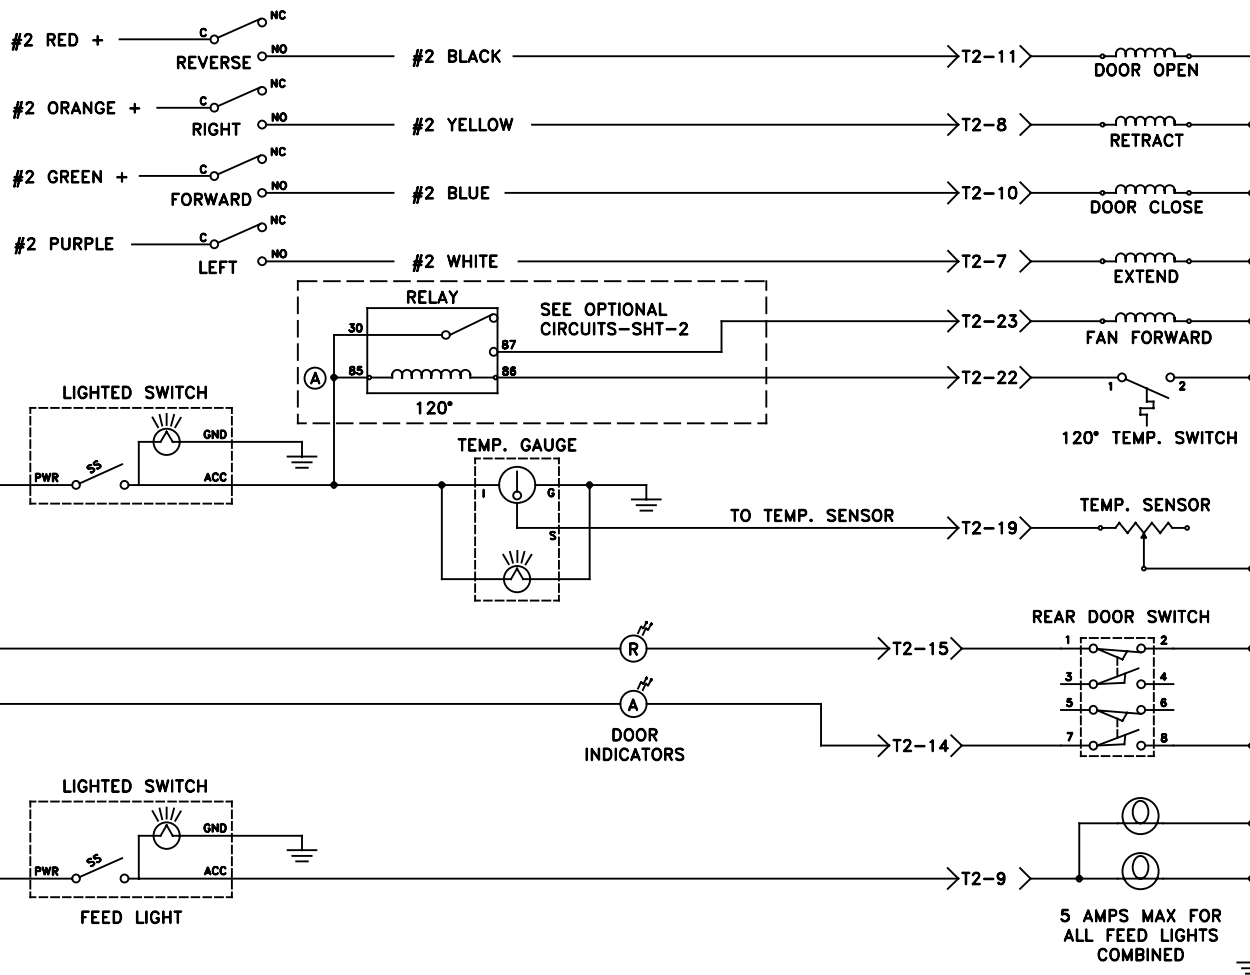 #2 RED +
C
NC
NO
REVERSE
#2 BLACK
T2-11
DOOR OPEN
#2 ORANGE +
C
NC
NO
RIGHT
#2 YELLOW
T2-8
RETRACT
#2 GREEN +
C
NC
NO
FORWARD
#2 BLUE
T2-10
DOOR CLOSE
#2 PURPLE
C
NC
NO
LEFT
#2 WHITE
T2-7
EXTEND
RELAY
30
87
85
86
120°
A
SEE OPTIONAL
CIRCUITS-SHT-2
T2-23
FAN FORWARD
T2-22
1
2
120° TEMP. SWITCH
LIGHTED SWITCH
GND
PWR
SS
ACC
TEMP. GAUGE
I
G
S
TO TEMP. SENSOR
T2-19
TEMP. SENSOR
REAR DOOR SWITCH
R
T2-15
1
2
3
4
5
6
7
8
A
DOOR
INDICATORS
T2-14
LIGHTED SWITCH
GND
PWR
SS
ACC
FEED LIGHT
T2-9
5 AMPS MAX FOR
ALL FEED LIGHTS
COMBINED